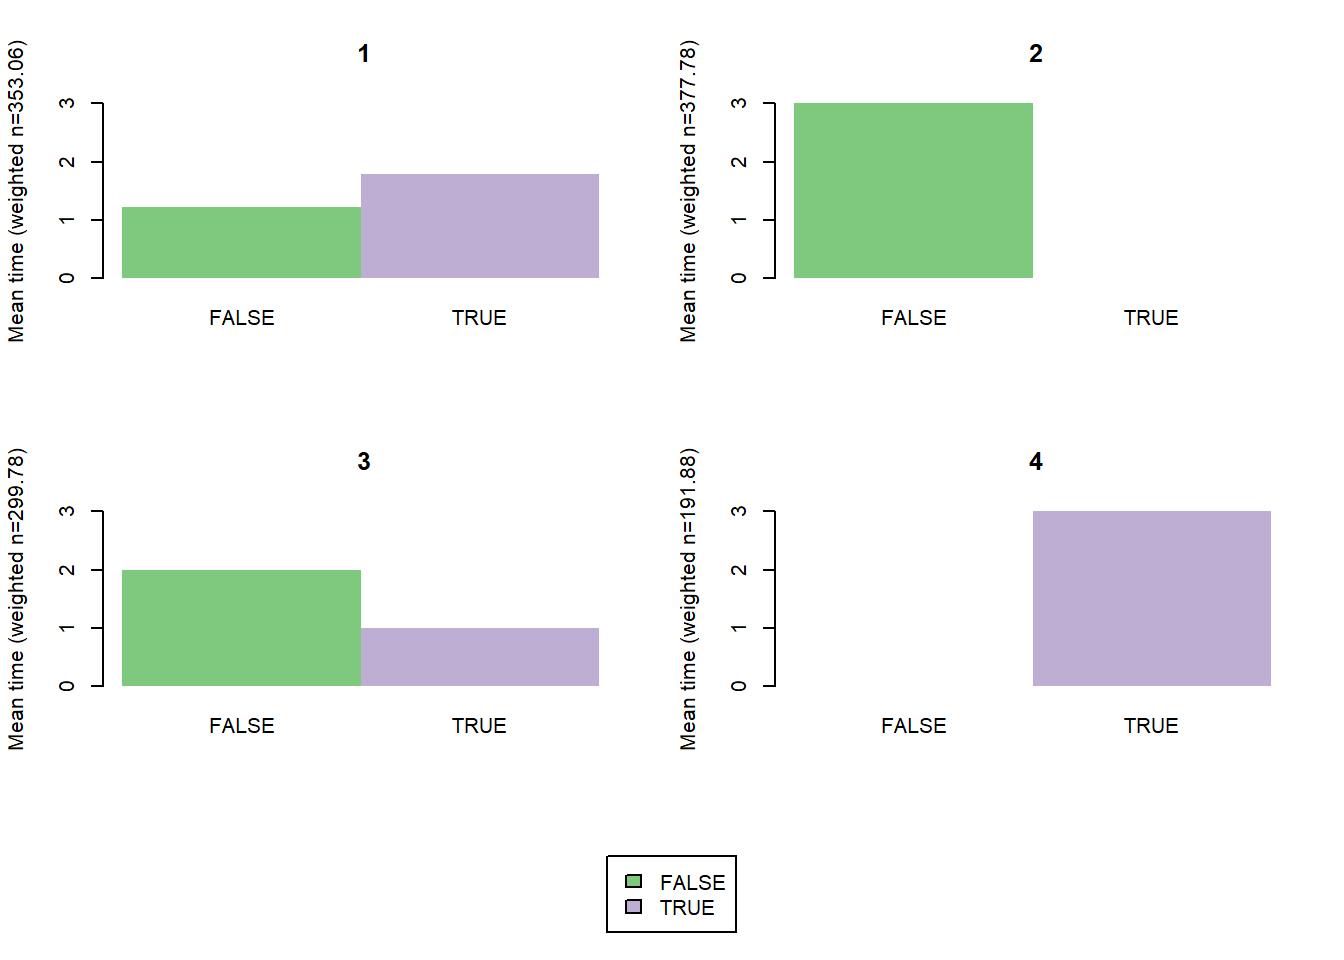 1
Mean time (weighted n=353.06)
3
2
1
0
FALSE TRUE
2
Mean time (weighted n=377.78)
3
2
1
0
FALSE TRUE
3
Mean time (weighted n=299.78)
3
2
1
0
FALSE TRUE
4
Mean time (weighted n=191.88)
3
2
1
0
FALSE TRUE
FALSE
TRUE